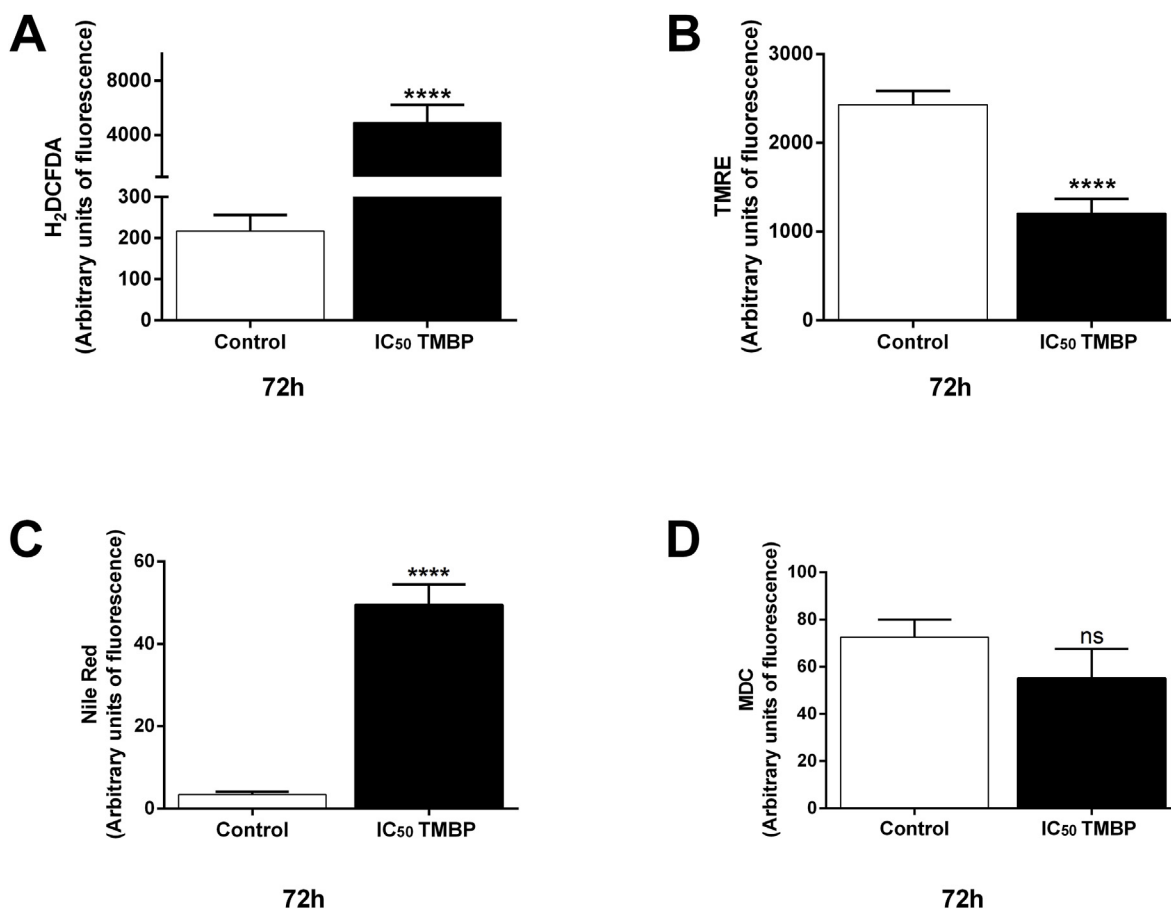 A
H₂DCFDA
(Arbitrary units of fluorescence)
8000
4000
300
200
100
0
****
Control
IC₅₀ TMBP
72h
B
TMRE
(Arbitrary units of fluorescence)
3000
2000
1000
0
****
Control
IC₅₀ TMBP
72h
C
Nile Red
(Arbitrary units of fluorescence)
60
40
20
0
****
Control
IC₅₀ TMBP
72h
D
MDC
(Arbitrary units of fluorescence)
100
80
60
40
20
0
ns
Control
IC₅₀ TMBP
72h